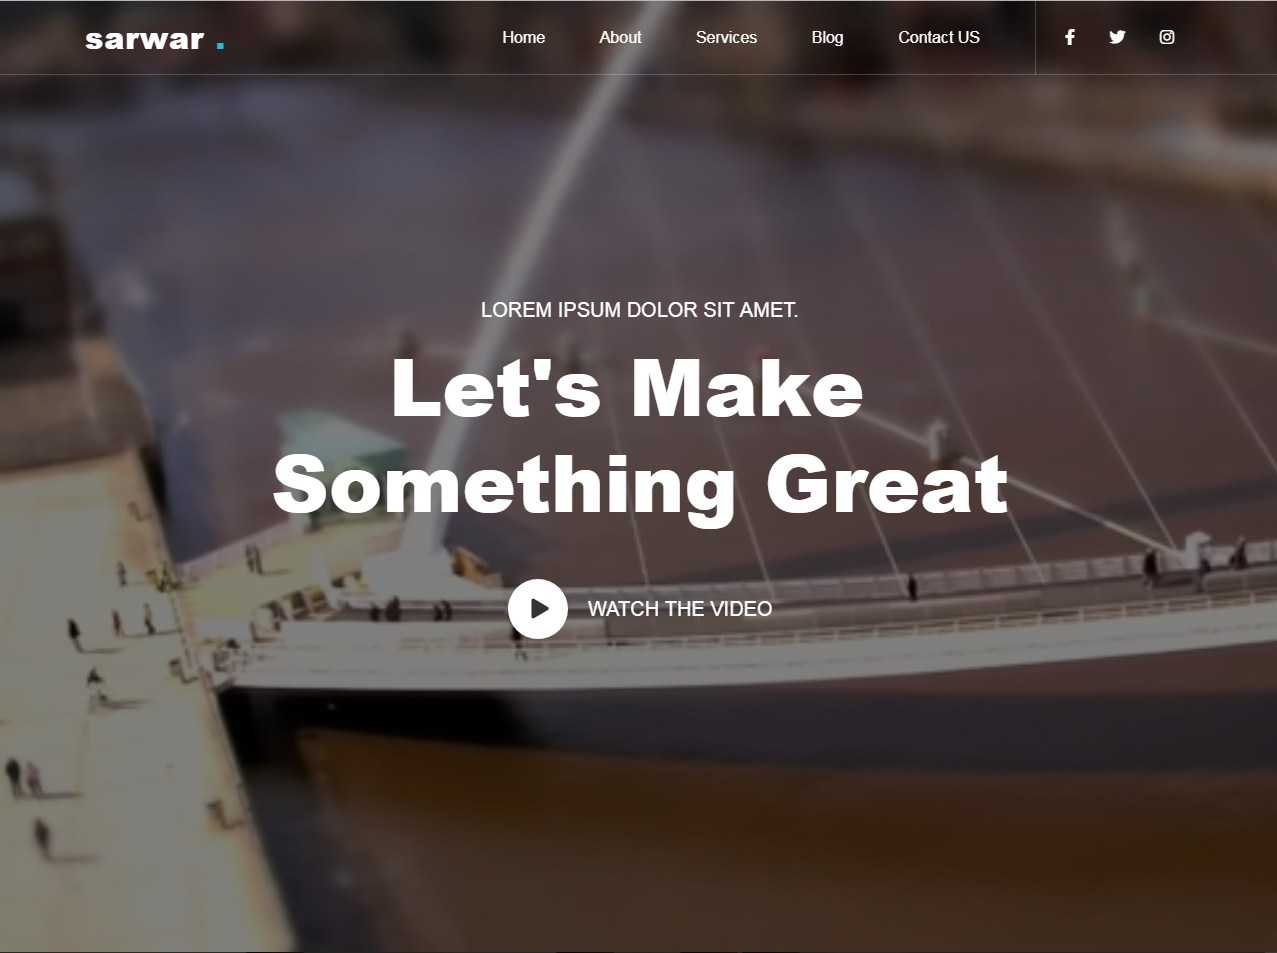 sarwar .
Home About Services Blog Contact US
LOREM IPSUM DOLOR SIT AMET.
Let's Make
Something Great
WATCH THE VIDEO